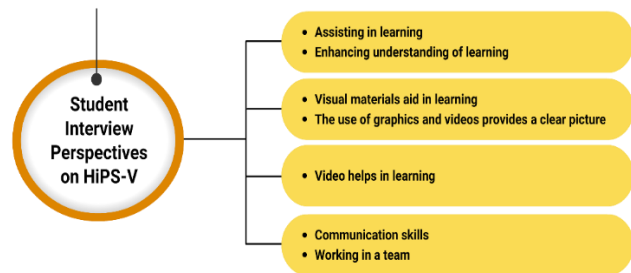 Student
Interview
Perspectives
on HiPS-V
• Assisting in learning
• Enhancing understanding of learning
• Visual materials aid in learning
• The use of graphics and videos provides a clear picture
• Video helps in learning
• Communication skills
• Working in a team